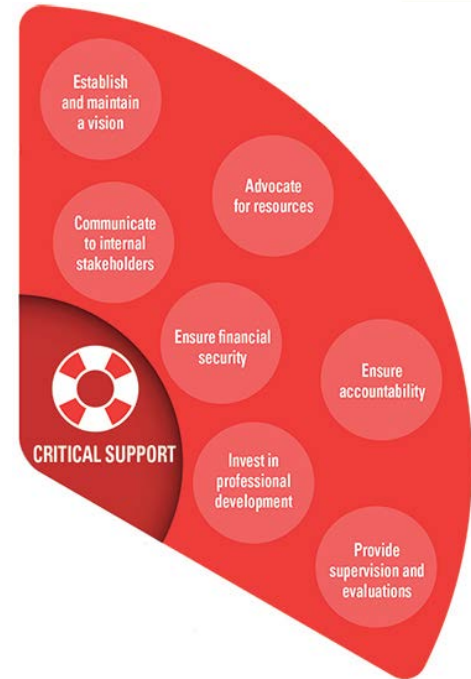 Establish
and maintain
a vision
Advocate
for resources
Communicate
to internal
stakeholders
Ensure financial
security
Ensure
accountability
CRITICAL SUPPORT
Invest in
professional
development
Provide
supervision and
evaluations